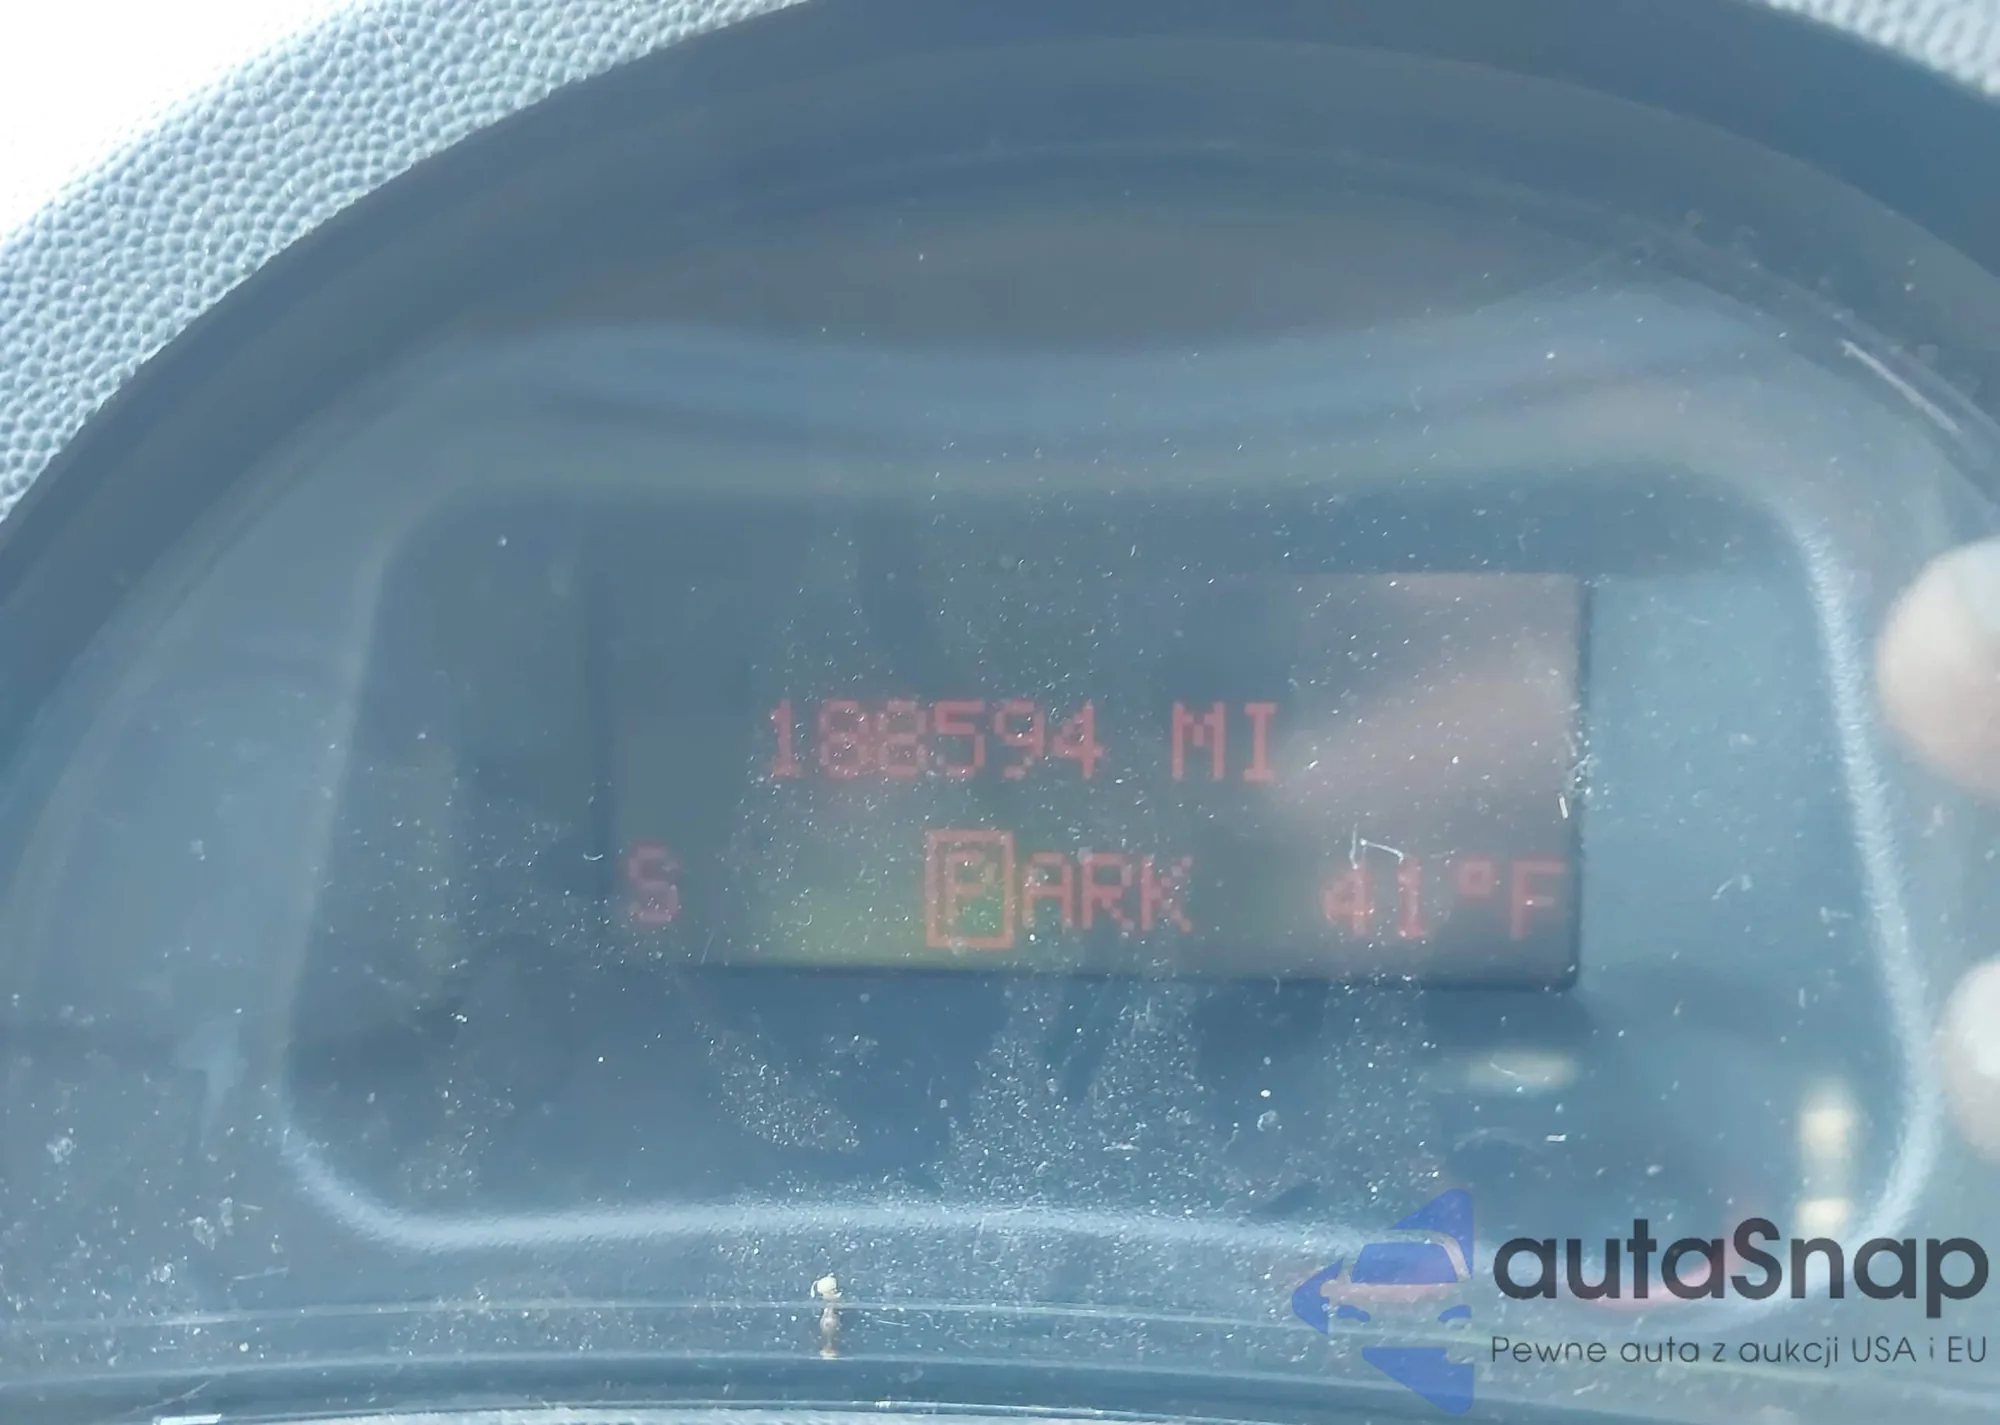 188594 MI
S PARK 41°F
autaSnap
Pewne auta z aukcji USA i EU